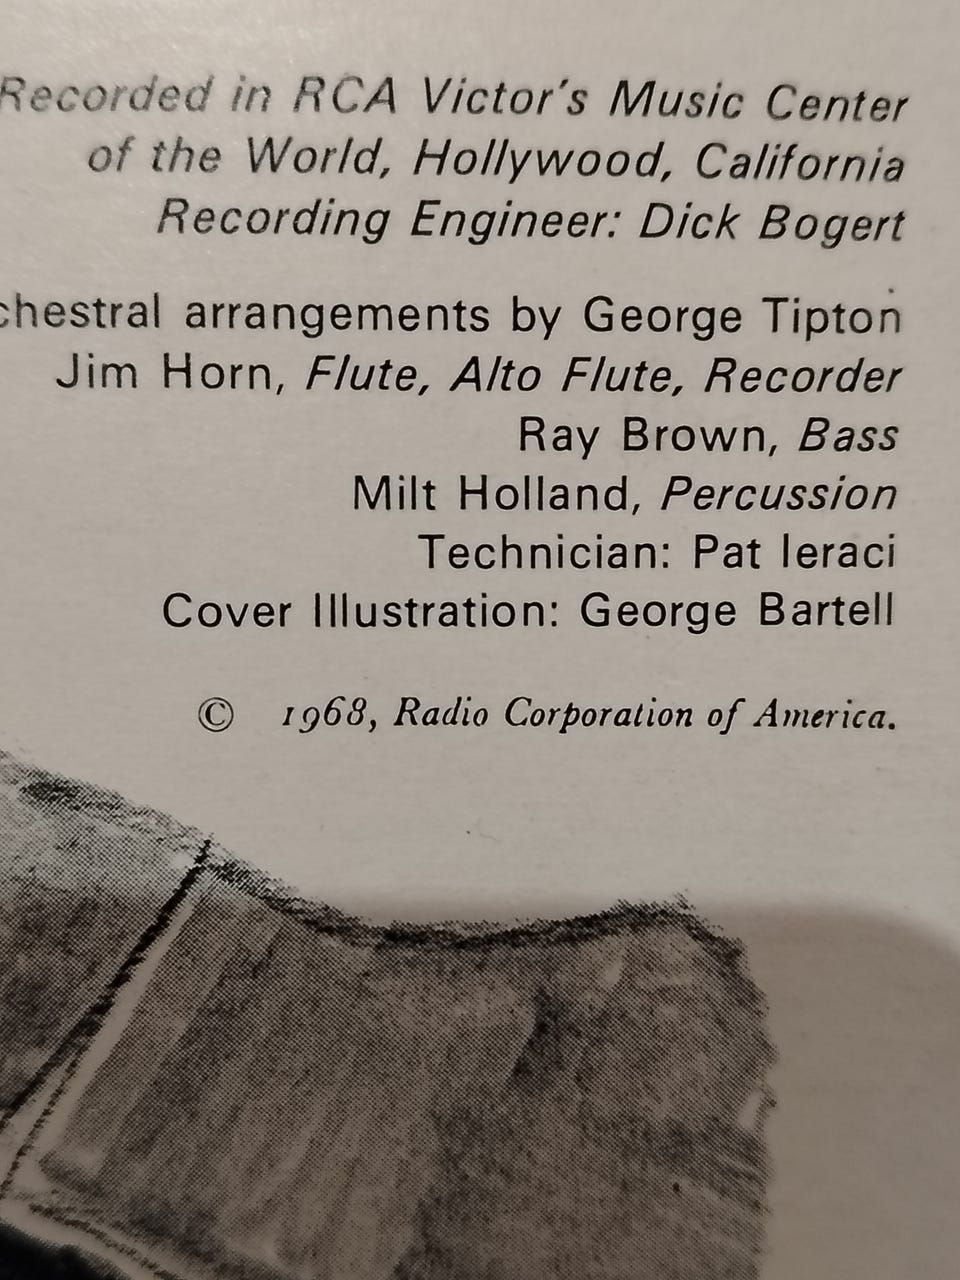 Recorded in RCA Victor's Music Center
of the World, Hollywood, California
Recording Engineer: Dick Bogert
chestral arrangements by George Tipton
Jim Horn, Flute, Alto Flute, Recorder
Ray Brown, Bass
Milt Holland, Percussion
Technician: Pat Ieraci
Cover Illustration: George Bartell
© 1968, Radio Corporation of America.